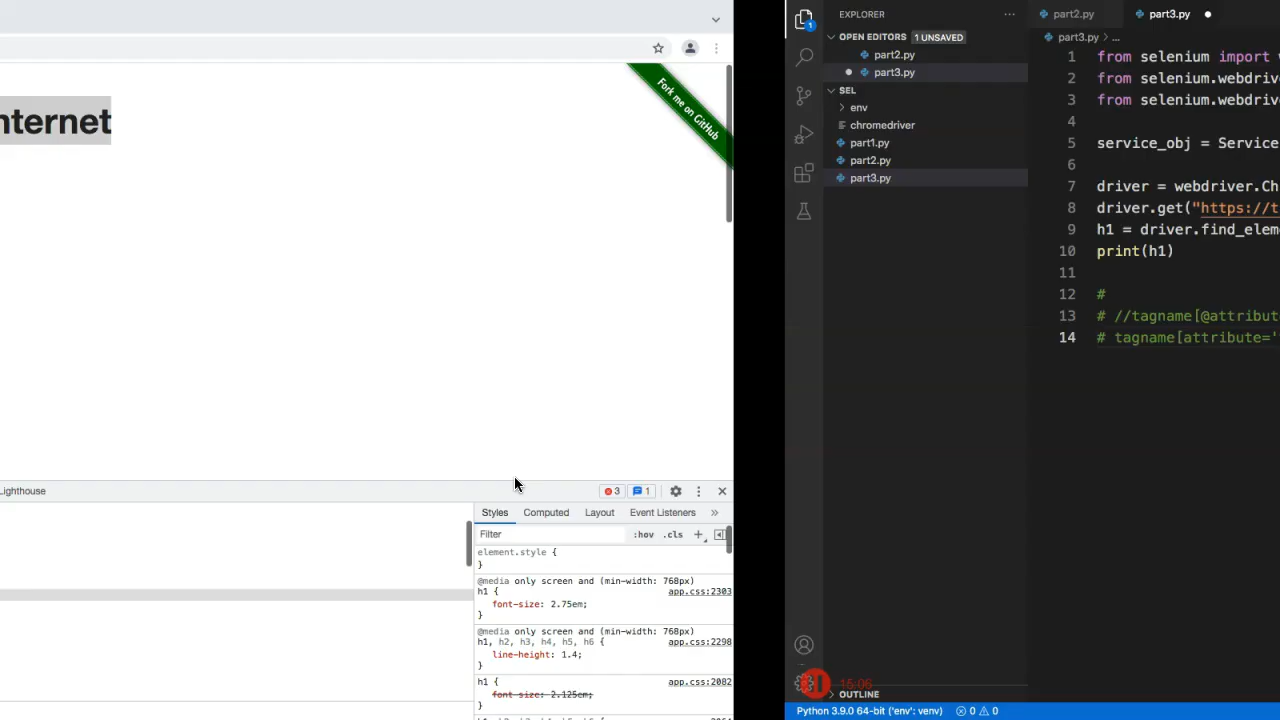 nternet
Fork me on GitHub
Lighthouse
3
1
Styles
Computed
Layout
Event Listeners
Filter
:hov
.cls
element.style {
}
@media only screen and (min-width: 768px)
h1 {
app.css:2303
font-size: 2.75em;
}
@media only screen and (min-width: 768px)
h1, h2, h3, h4, h5, h6 {
app.css:2298
line-height: 1.4;
}
h1 {
app.css:2082
font-size: 2.125em;
}
EXPLORER
OPEN EDITORS
1 UNSAVED
part2.py
part3.py
SEL
env
chromedriver
part1.py
part2.py
part3.py
OUTLINE
15:06
part2.py
part3.py
part3.py > ...
1 from selenium import
2 from selenium.webdrive
3 from selenium.webdrive
4
5 service_obj = Service
6
7 driver = webdriver.Ch
8 driver.get("https://t
9 h1 = driver.find_elem
10 print(h1)
11
12 #
13 # //tagname[@attribut
14 # tagname[attribute='
Python 3.9.0 64-bit ('env': venv)
0
0